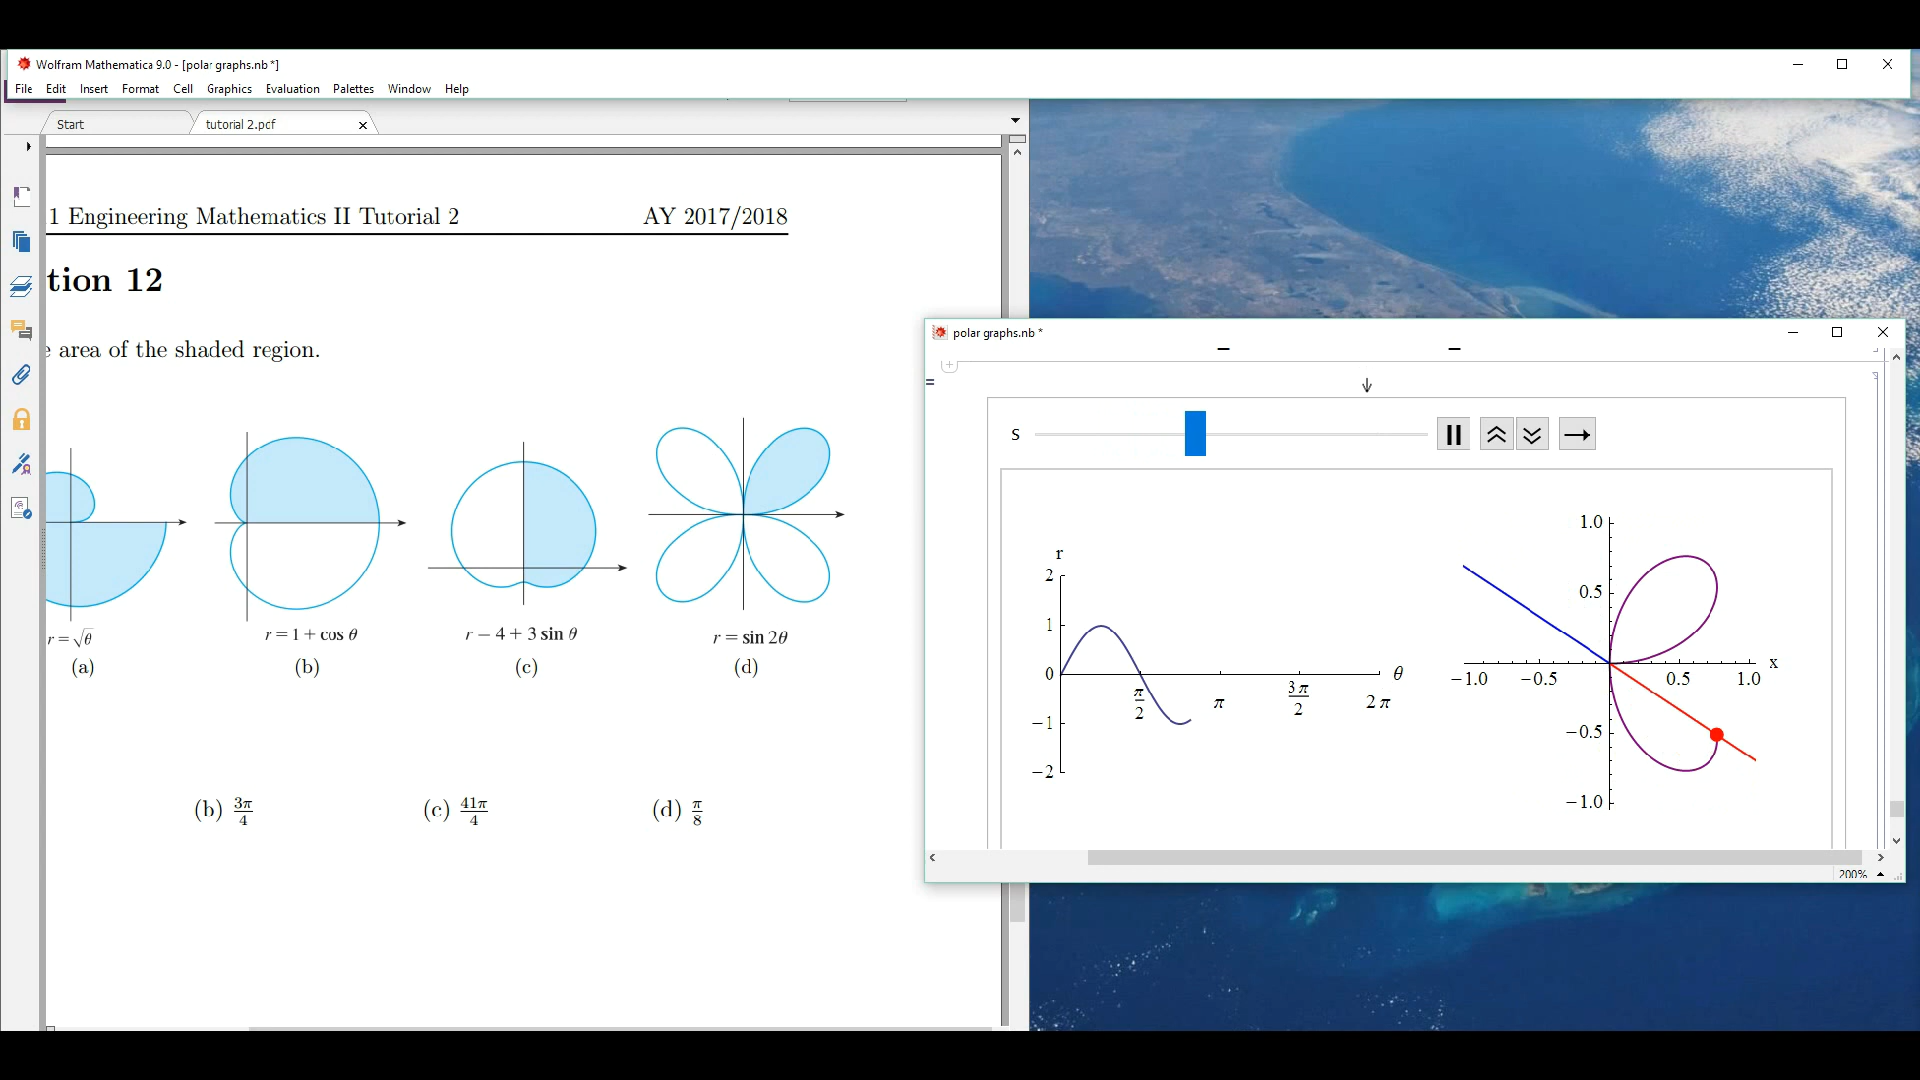 Wolfram Mathematica 9.0 - [polar graphs.nb *]
File Edit Insert Format Cell Graphics Evaluation Palettes Window Help
Start
tutorial 2.pdf
1 Engineering Mathematics II Tutorial 2
AY 2017/2018
tion 12
e area of the shaded region.
r = √θ
r = 1 + cos θ
r – 4 + 3 sin θ
r = sin 2θ
(a)
(b)
(c)
(d)
(b) 3π/4
(c) 41π/4
(d) π/8
polar graphs.nb *
S
r
2
1
0
−1
−2
π/2
π
3π/2
2π
θ
1.0
0.5
−0.5
−1.0
−1.0
−0.5
0.5
1.0
x
200%